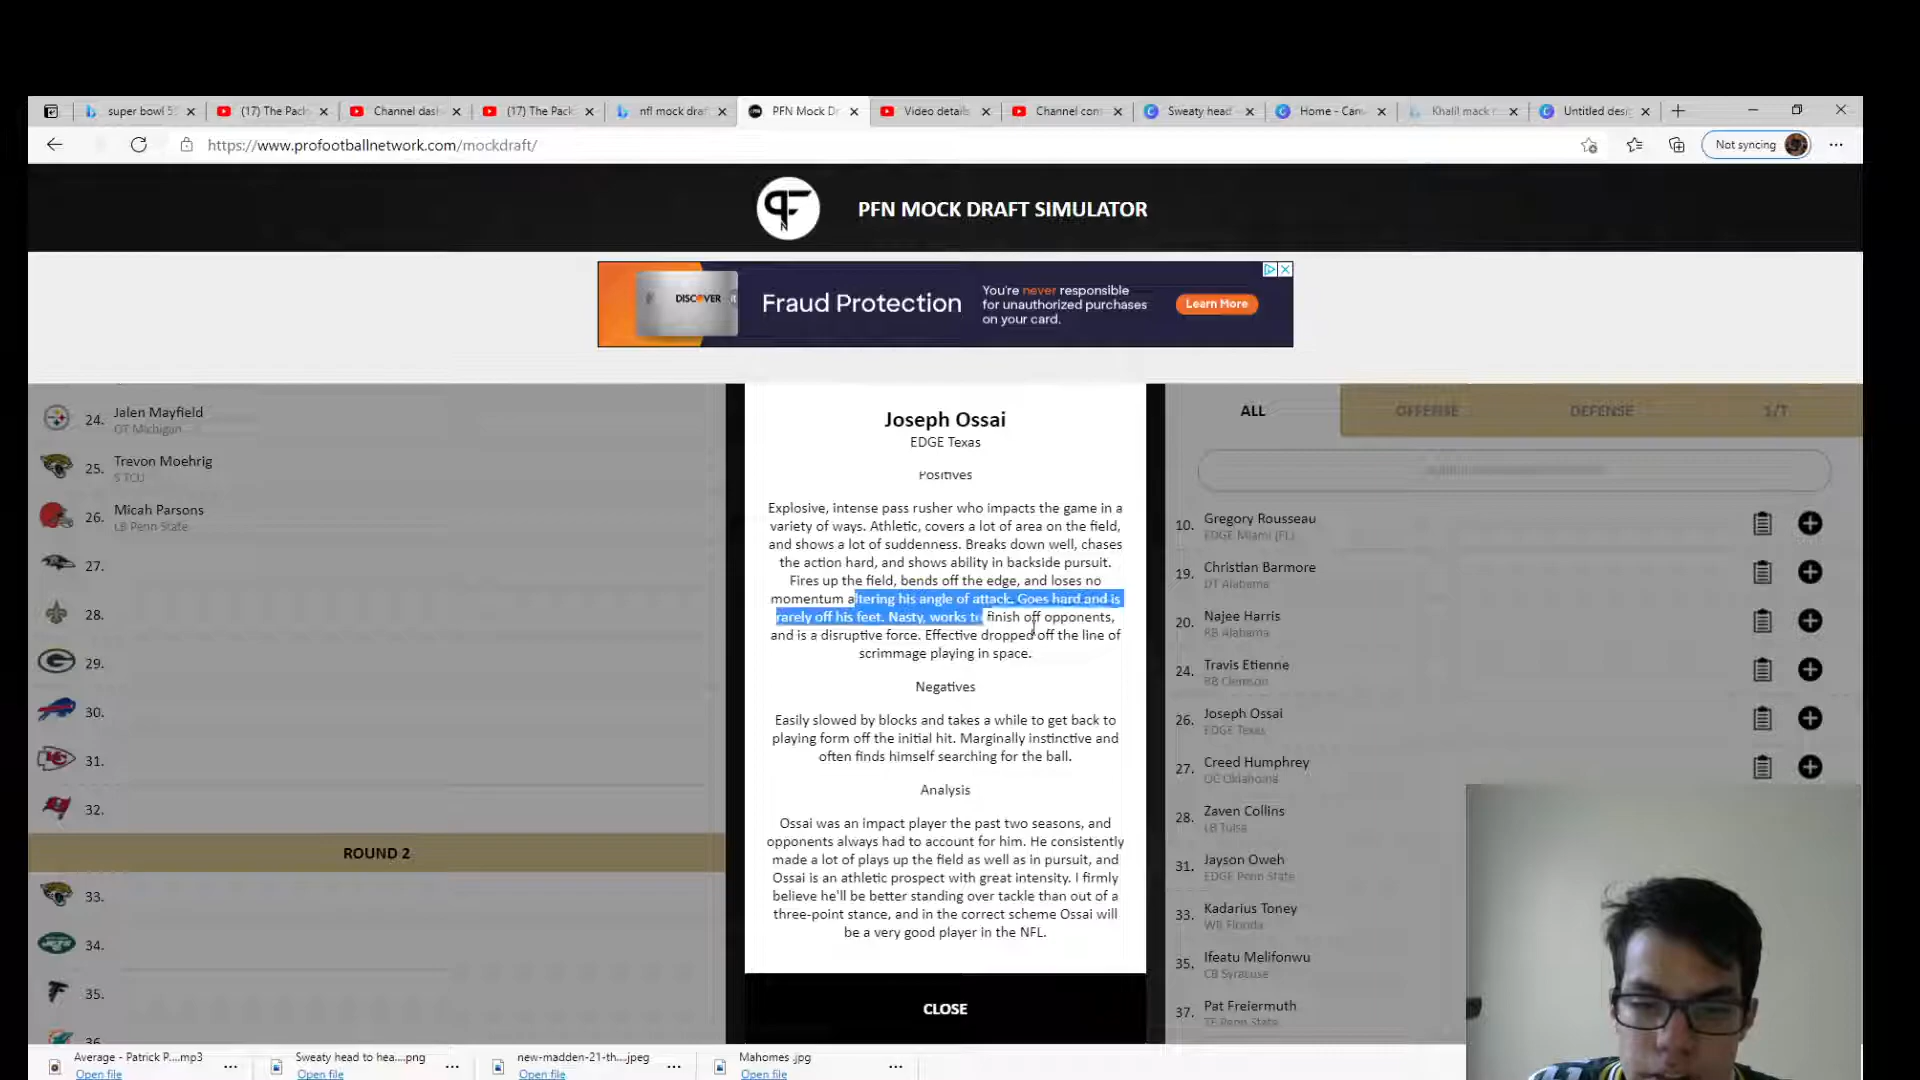 super bowl 5
(17) The Pack
Channel das
(17) The Pack
nfl mock dra
PFN Mock Dr
Video details
Channel con
Sweaty head
Home - Can
Khalil mack r
Untitled desi
https://www.profootballnetwork.com/mockdraft/
Not syncing
PFN MOCK DRAFT SIMULATOR
DISCOVER
Fraud Protection
You're never responsible
for unauthorized purchases
on your card.
Learn More
24. Jalen Mayfield
OT Michigan
25. Trevon Moehrig
S TCU
26. Micah Parsons
LB Penn State
27.
28.
29.
30.
31.
32.
ROUND 2
33.
34.
35.
36.
Joseph Ossai
EDGE Texas
Positives
Explosive, intense pass rusher who impacts the game in a
variety of ways. Athletic, covers a lot of area on the field,
and shows a lot of suddenness. Breaks down well, chases
the action hard, and shows ability in backside pursuit.
Fires up the field, bends off the edge, and loses no
momentum altering his angle of attack. Goes hard and is
rarely off his feet. Nasty, works to finish off opponents,
and is a disruptive force. Effective dropped off the line of
scrimmage playing in space.
Negatives
Easily slowed by blocks and takes a while to get back to
playing form off the initial hit. Marginally instinctive and
often finds himself searching for the ball.
Analysis
Ossai was an impact player the past two seasons, and
opponents always had to account for him. He consistently
made a lot of plays up the field as well as in pursuit, and
Ossai is an athletic prospect with great intensity. I firmly
believe he'll be better standing over tackle than out of a
three-point stance, and in the correct scheme Ossai will
be a very good player in the NFL.
CLOSE
ALL
OFFENSE
DEFENSE
S/T
10. Gregory Rousseau
EDGE Miami (FL)
19. Christian Barmore
DT Alabama
20. Najee Harris
RB Alabama
24. Travis Etienne
RB Clemson
26. Joseph Ossai
EDGE Texas
27. Creed Humphrey
OC Oklahoma
28. Zaven Collins
LB Tulsa
31. Jayson Oweh
EDGE Penn State
33. Kadarius Toney
WR Florida
35. Ifeatu Melifonwu
CB Syracuse
37. Pat Freiermuth
TE Penn State
Average - Patrick P....mp3
Open file
Sweaty head to hea....png
Open file
new-madden-21-th....jpeg
Open file
Mahomes .jpg
Open file